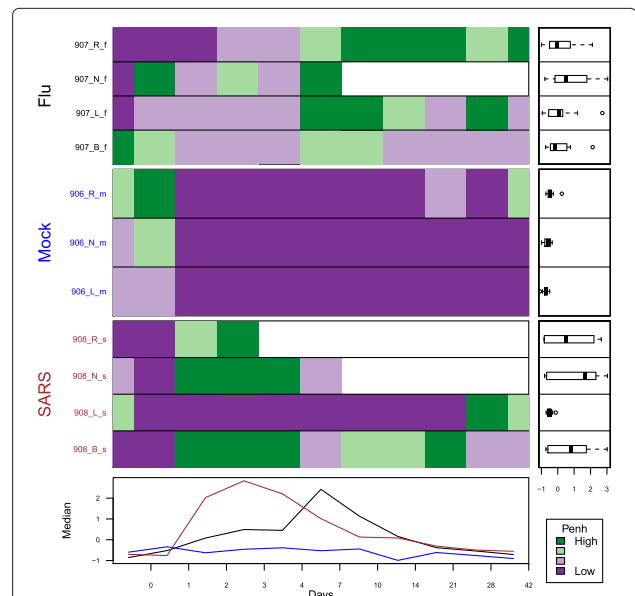 Flu
907_R_f
907_N_f
907_L_f
907_B_f
Mock
906_R_m
906_N_m
906_L_m
SARS
908_R_s
908_N_s
908_L_s
908_B_s
−1 0 1 2 3
Median
2
1
0
−1
0 1 2 3 4 7 10 14 21 28 35 42
Days
Penh
High
Low